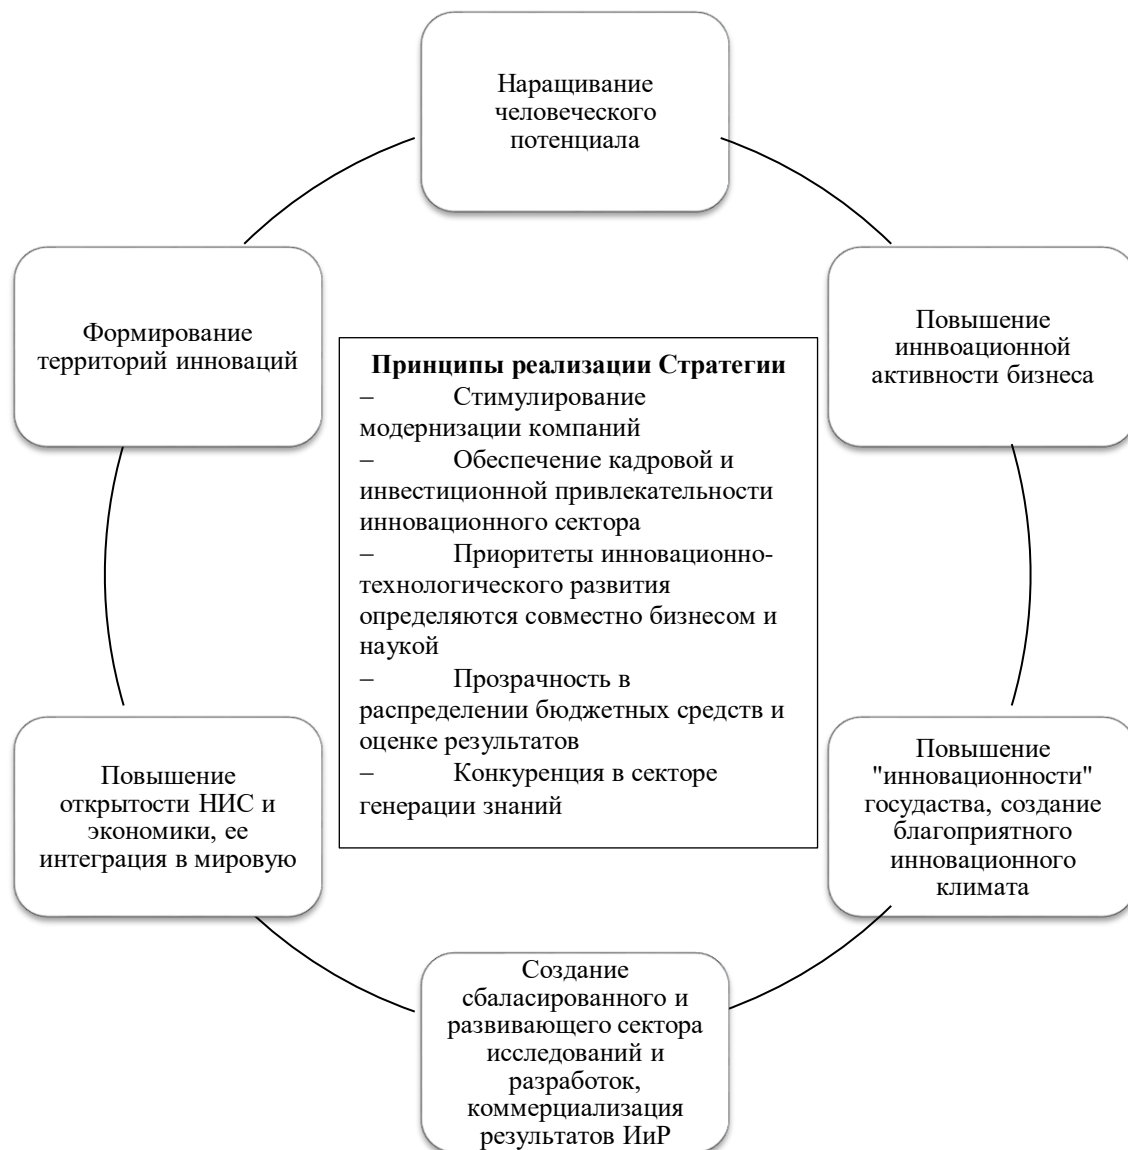 Наращивание
человеческого
потенциала
Формирование
территорий инноваций
Повышение
иннвоационной
активности бизнеса
Принципы реализации Стратегии
– Стимулирование
модернизации компаний
– Обеспечение кадровой и
инвестиционной привлекательности
инновационного сектора
– Приоритеты инновационно-
технологического развития
определяются совместно бизнесом и
наукой
– Прозрачность в
распределении бюджетных средств и
оценке результатов
– Конкуренция в секторе
генерации знаний
Повышение
открытости НИС и
экономики, ее
интеграция в мировую
Повышение
"инновационности"
госудаства, создание
благоприятного
инновационного
климата
Создание
сбаласированного и
развивающего сектора
исследований и
разработок,
коммерциализация
результатов ИиР